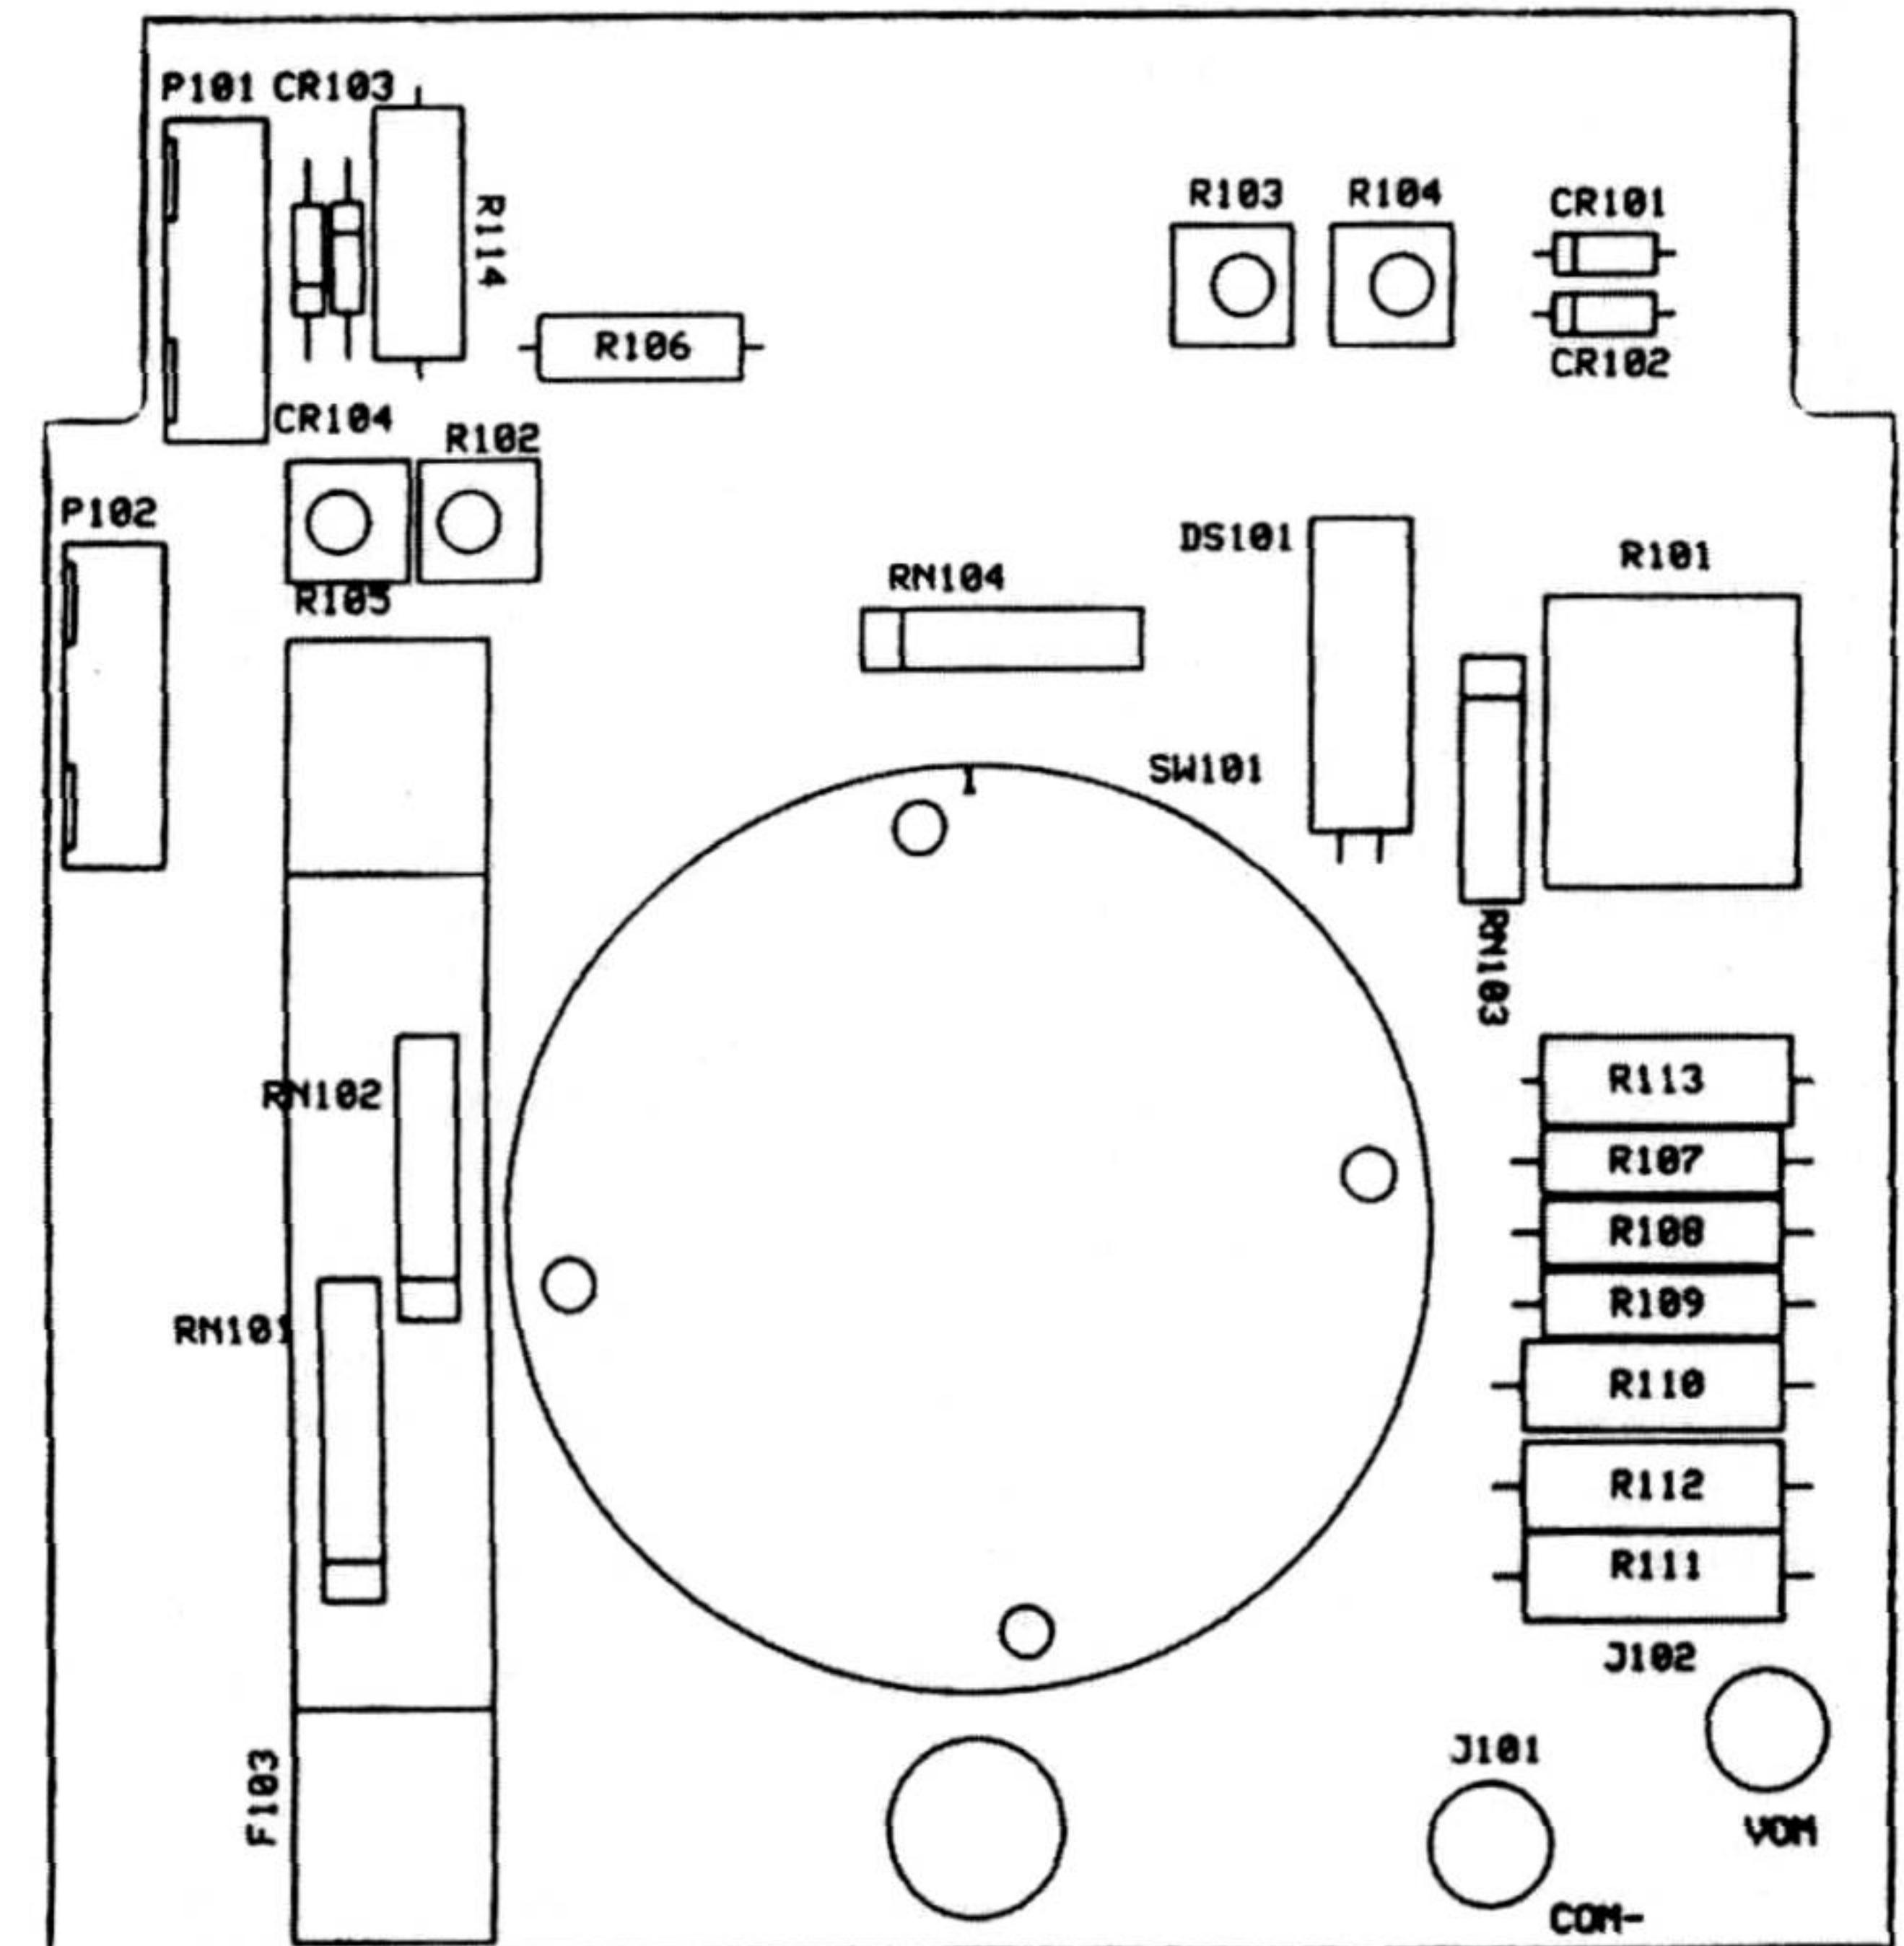 P101 CR103
R114
R103 R104 CR101
R106
CR102
CR104
R102
P102
DS101
R101
RN104
R105
SW101
RN103
R113
RN102
R107
R108
R109
RN101
R110
R112
R111
J102
J101
F103
VOM
COM-